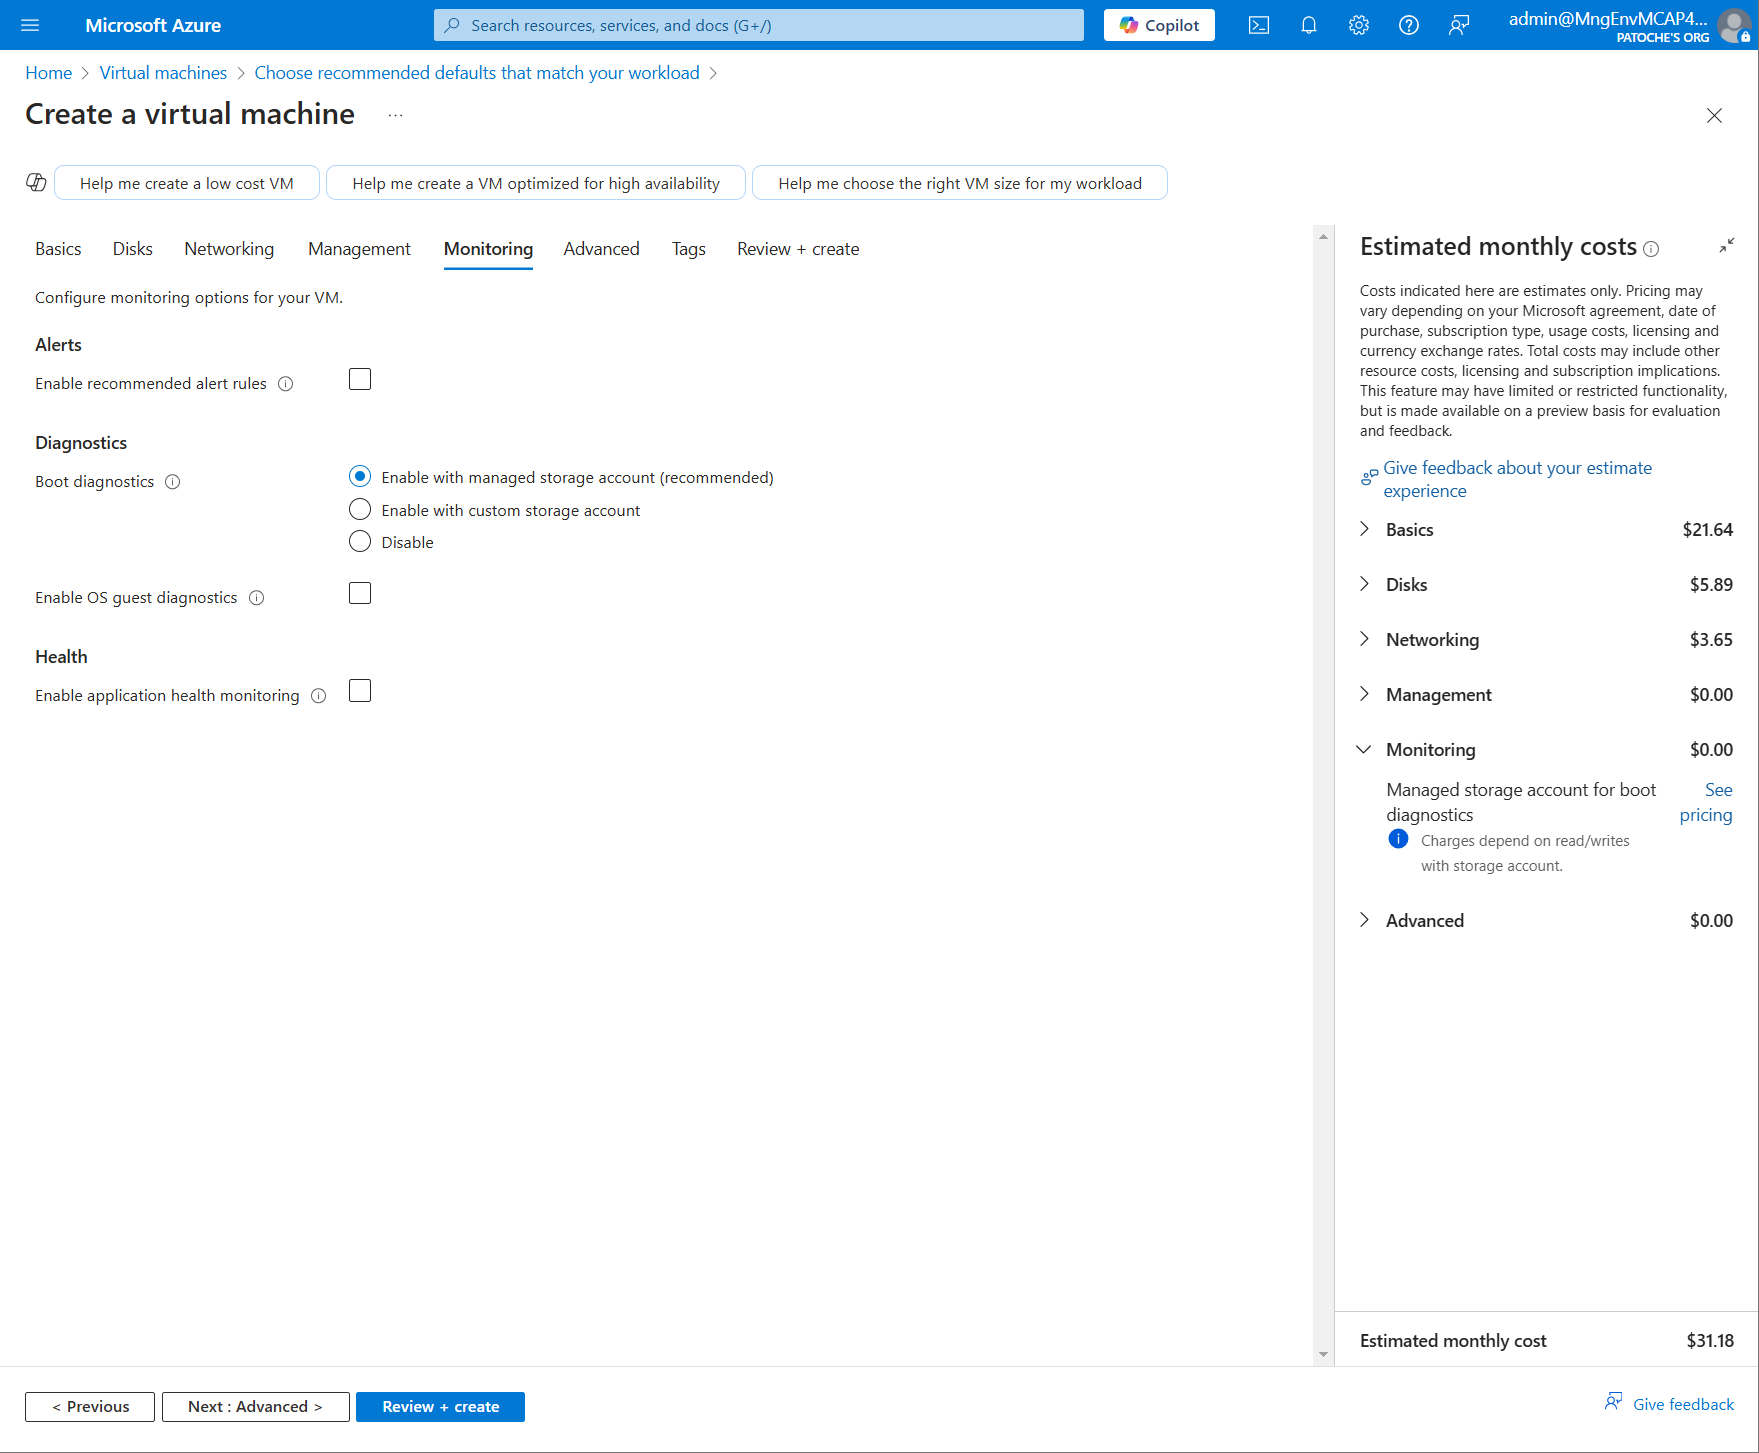 Microsoft Azure
Search resources, services, and docs (G+/)
Copilot
admin@MngEnvMCAP4...
PATOCHE'S ORG
Home > Virtual machines > Choose recommended defaults that match your workload >
Create a virtual machine ...
Help me create a low cost VM
Help me create a VM optimized for high availability
Help me choose the right VM size for my workload
Basics Disks Networking Management Monitoring Advanced Tags Review + create
Configure monitoring options for your VM.
Alerts
Enable recommended alert rules
Diagnostics
Boot diagnostics
Enable with managed storage account (recommended)
Enable with custom storage account
Disable
Enable OS guest diagnostics
Health
Enable application health monitoring
Estimated monthly costs
Costs indicated here are estimates only. Pricing may
vary depending on your Microsoft agreement, date of
purchase, subscription type, usage costs, licensing and
currency exchange rates. Total costs may include other
resource costs, licensing and subscription implications.
This feature may have limited or restricted functionality,
but is made available on a preview basis for evaluation
and feedback.
Give feedback about your estimate
experience
Basics $21.64
Disks $5.89
Networking $3.65
Management $0.00
Monitoring $0.00
Managed storage account for boot See
diagnostics pricing
Charges depend on read/writes
with storage account.
Advanced $0.00
Estimated monthly cost $31.18
< Previous
Next : Advanced >
Review + create
Give feedback